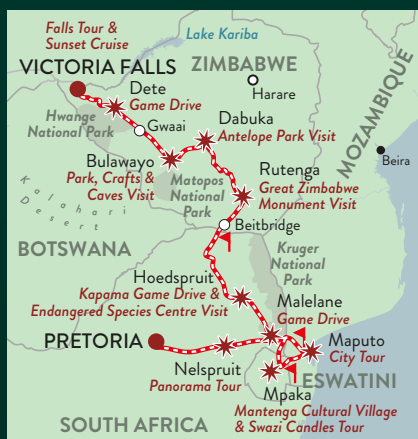 Falls Tour &
Sunset Cruise
Lake Kariba
VICTORIA FALLS
ZIMBABWE
Dete
Game Drive
Harare
Hwange
National Park
Gwaai
Dabuka
Antelope Park Visit
MOZAMBIQUE
Beira
Bulawayo
Park, Crafts &
Caves Visit
Matopos
National
Park
Rutenga
Great Zimbabwe
Monument Visit
Kalahari
Desert
Beitbridge
BOTSWANA
Kruger
National
Park
Hoedspruit
Kapama Game Drive &
Endangered Species Centre Visit
Malelane
Game Drive
PRETORIA
Maputo
City Tour
Nelspruit
Panorama Tour
ESWATINI
Mpaka
Mantenga Cultural Village
& Swazi Candles Tour
SOUTH AFRICA